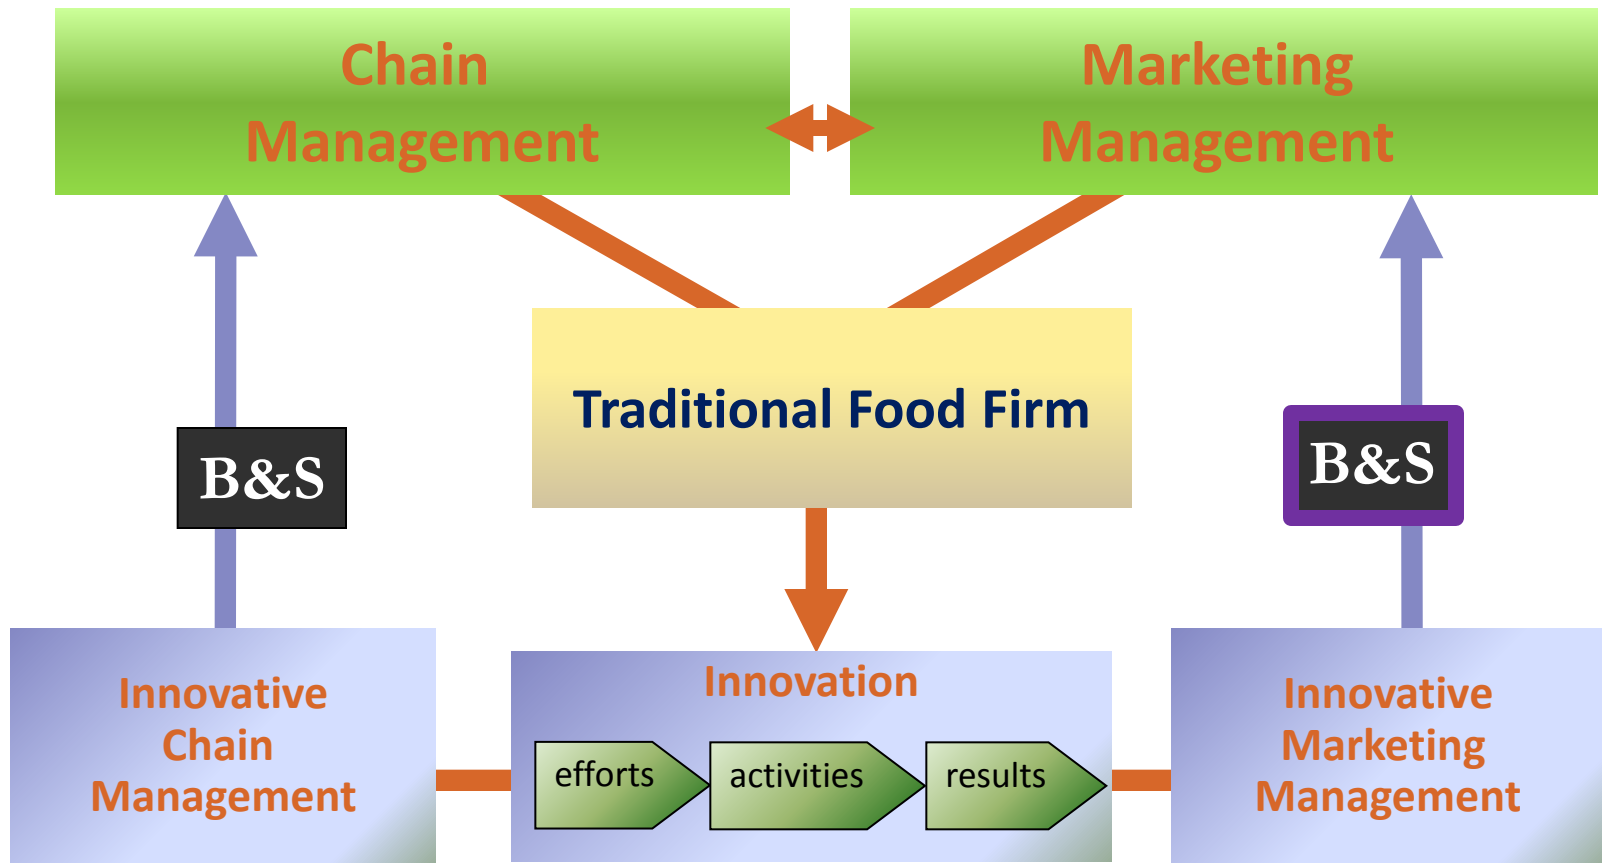 Chain
Management
Marketing
Management
Traditional Food Firm
B&S
B&S
Innovative
Chain
Management
Innovation
efforts
activities
results
Innovative
Marketing
Management